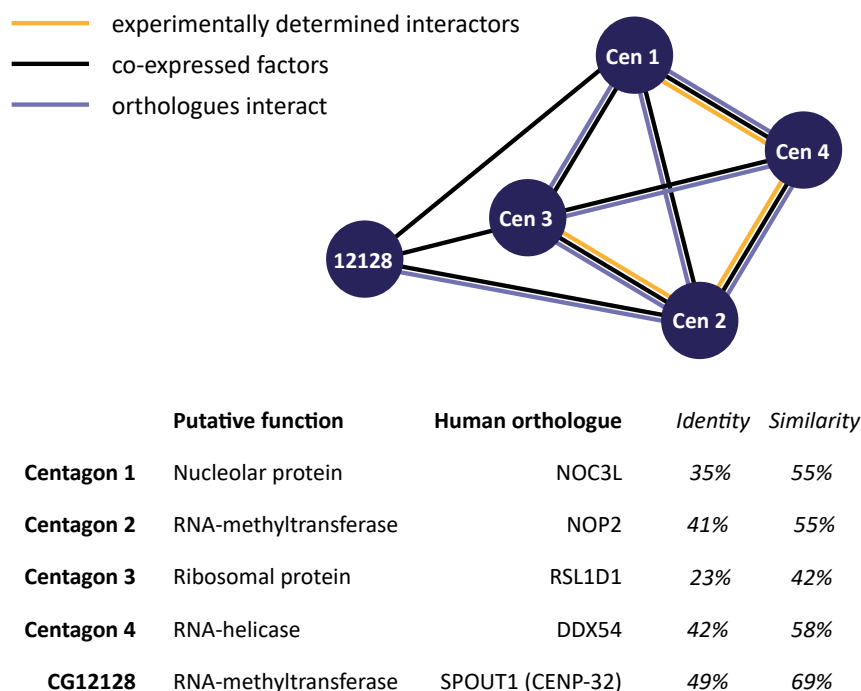 experimentally determined interactors
co-expressed factors
orthologues interact
Cen 1
Cen 4
Cen 3
12128
Cen 2
Putative function Human orthologue Identity Similarity
Centagon 1 Nucleolar protein NOC3L 35% 55%
Centagon 2 RNA-methyltransferase NOP2 41% 55%
Centagon 3 Ribosomal protein RSL1D1 23% 42%
Centagon 4 RNA-helicase DDX54 42% 58%
CG12128 RNA-methyltransferase SPOUT1 (CENP-32) 49% 69%